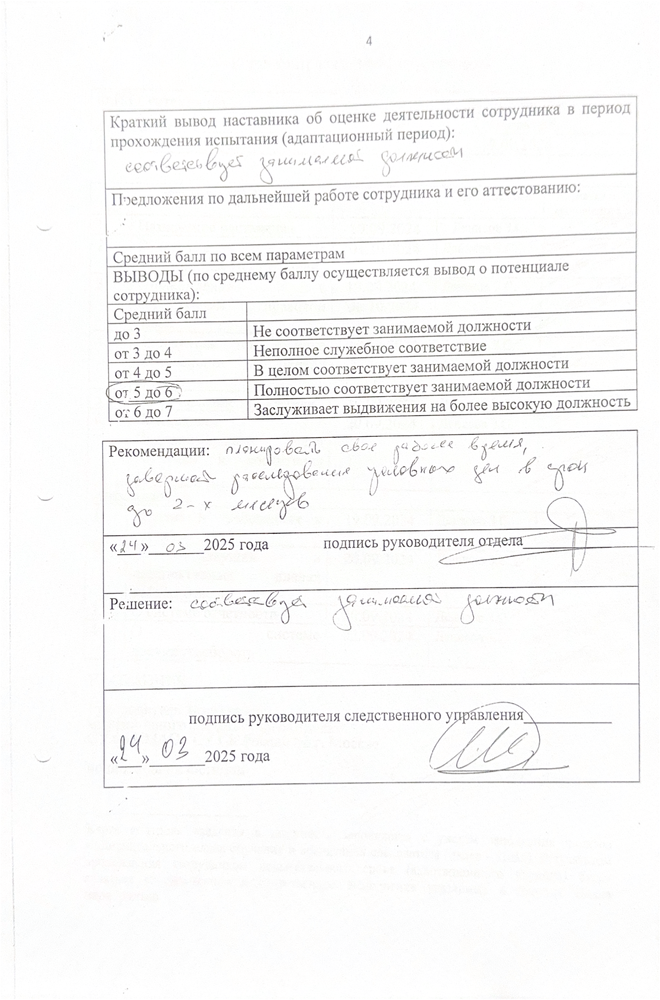 4
Краткий вывод наставника об оценке деятельности сотрудника в период
прохождения испытания (адаптационный период):
соответствует занимаемой должности
Предложения по дальнейшей работе сотрудника и его аттестованию:
Средний балл по всем параметрам
ВЫВОДЫ (по среднему баллу осуществляется вывод о потенциале
сотрудника):
Средний балл
до 3 Не соответствует занимаемой должности
от 3 до 4 Неполное служебное соответствие
от 4 до 5 В целом соответствует занимаемой должности
от 5 до 6 Полностью соответствует занимаемой должности
от 6 до 7 Заслуживает выдвижения на более высокую должность
Рекомендации: планировать свое рабочее время,
завершать расследования уголовных дел в срок
до 2-х месяцев
«24» 03 2025 года подпись руководителя отдела
Решение: соответствует занимаемой должности
подпись руководителя следственного управления
«24» 03 2025 года